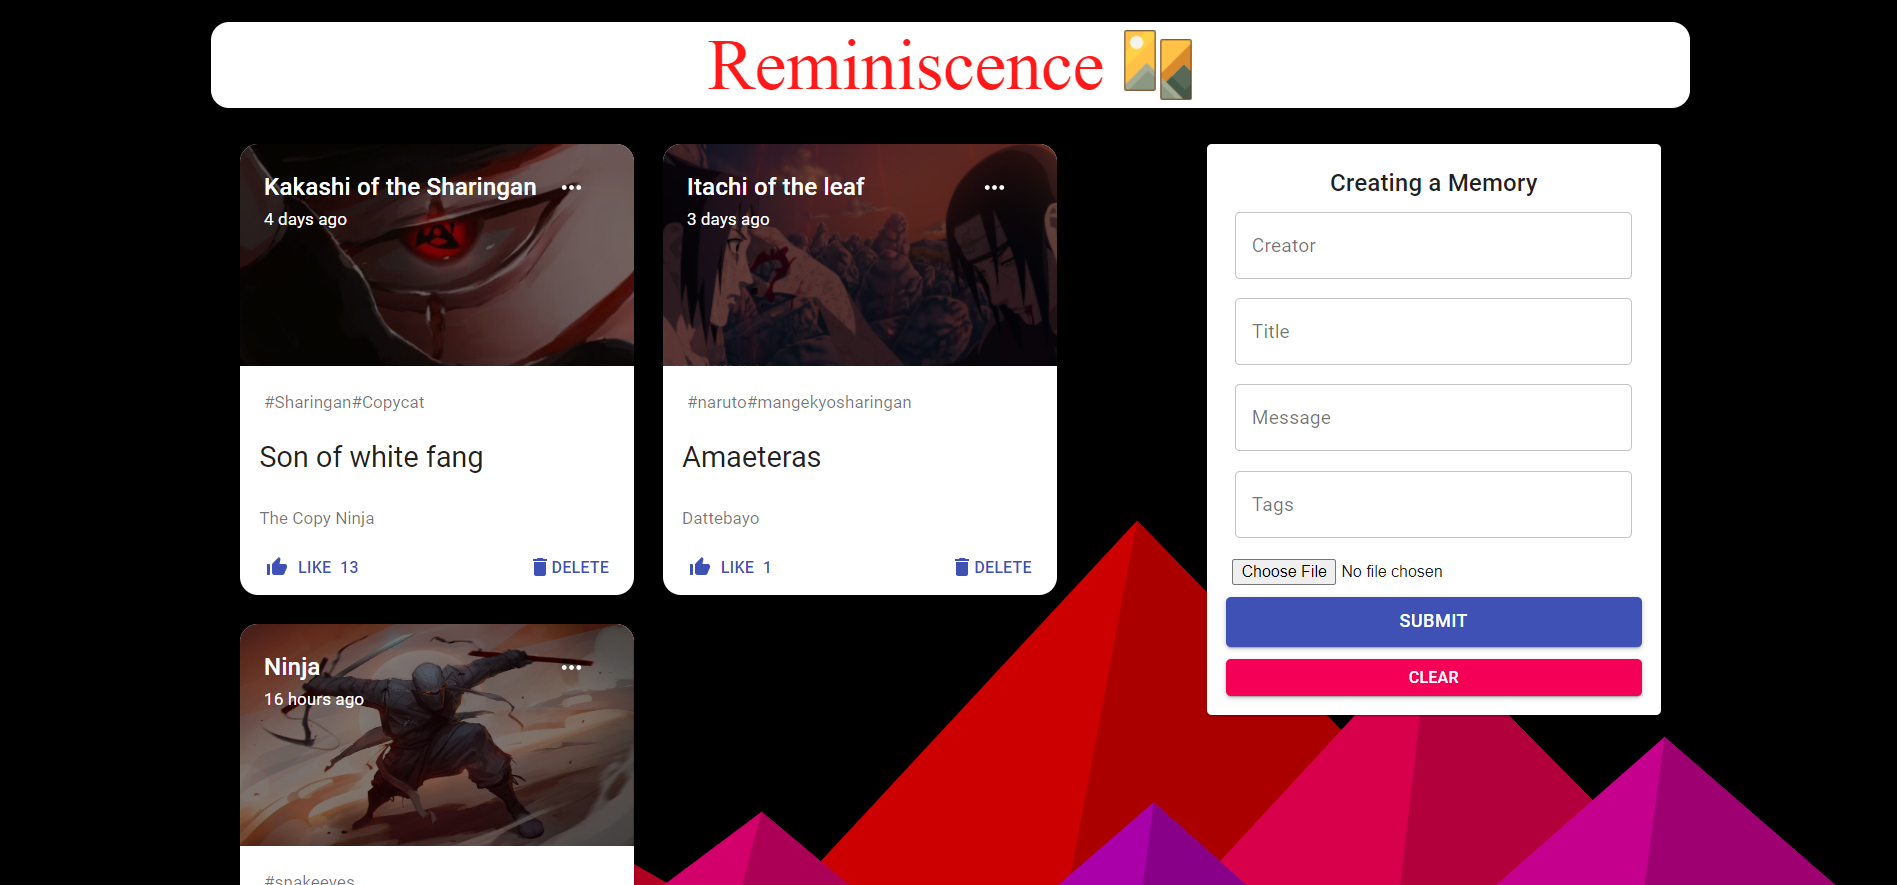 Reminiscence
Kakashi of the Sharingan
4 days ago
#Sharingan#Copycat
Son of white fang
The Copy Ninja
LIKE 13
DELETE
Itachi of the leaf
3 days ago
#naruto#mangekyosharingan
Amaeteras
Dattebayo
LIKE 1
DELETE
Ninja
16 hours ago
#snakeeyes
Creating a Memory
Creator
Title
Message
Tags
Choose File No file chosen
SUBMIT
CLEAR